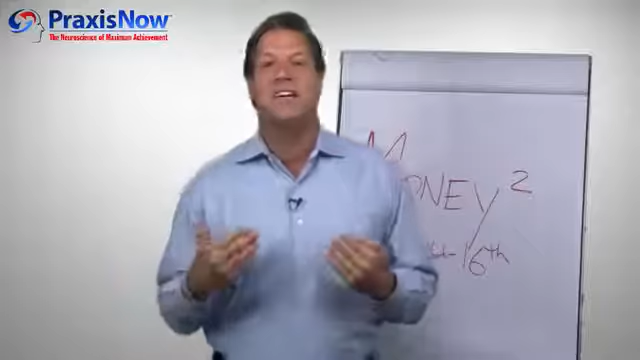 PraxisNow
The Neuroscience of Maximum Achievement
MONEY²
16th